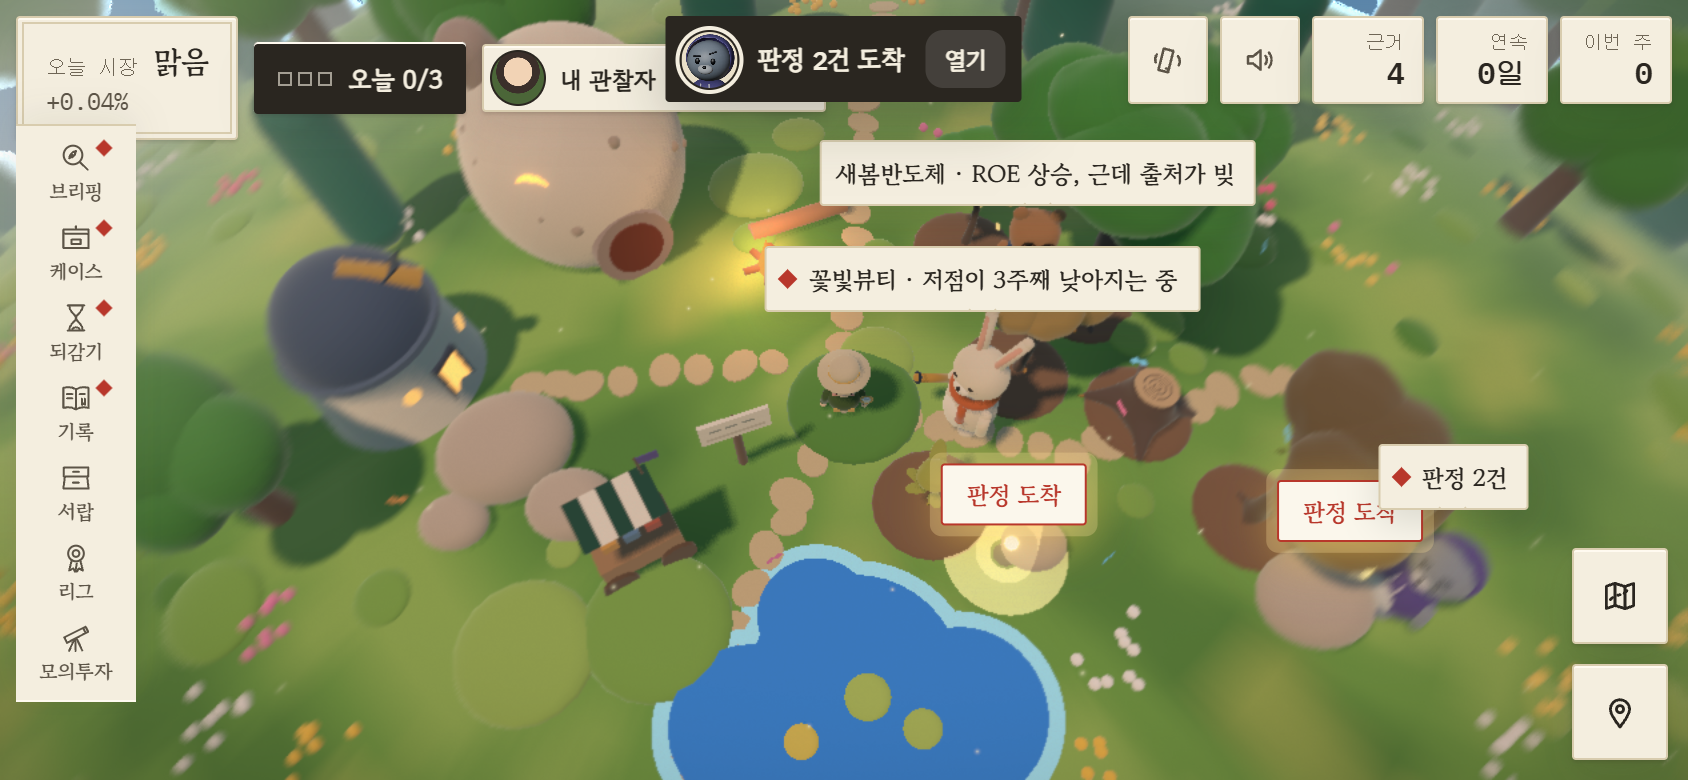 오늘 시장 맑음
+0.04%
오늘 0/3
내 관찰자
판정 2건 도착
열기
근거
4
연속
0일
이번 주
0
브리핑
케이스
되감기
기록
서랍
리그
모의투자
새봄반도체 · ROE 상승, 근데 출처가 빚
꽃빛뷰티 · 저점이 3주째 낮아지는 중
판정 도착
판정 도착
판정 2건